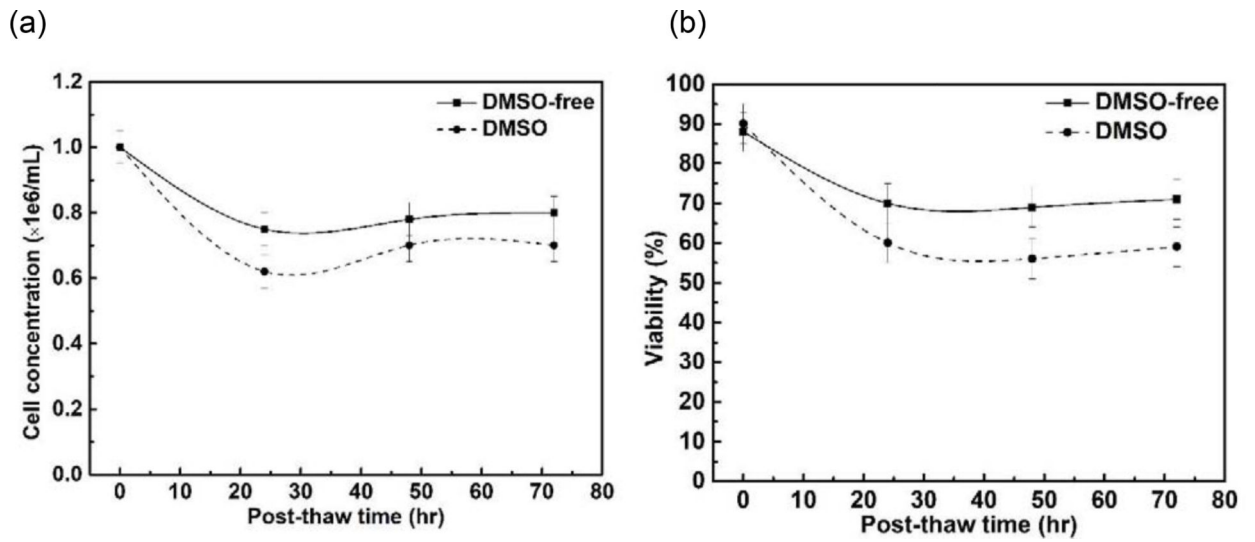 (a)
1.2
1.0
0.8
0.6
0.4
0.2
0.0
Cell concentration (×1e6/mL)
DMSO-free
DMSO
0 10 20 30 40 50 60 70 80
Post-thaw time (hr)
(b)
100
90
80
70
60
50
40
30
20
10
0
Viability (%)
DMSO-free
DMSO
0 10 20 30 40 50 60 70 80
Post-thaw time (hr)